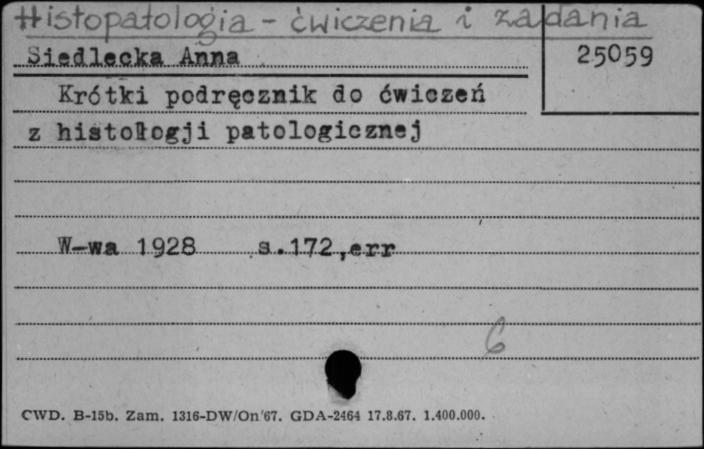 Histopatologia - ćwiczenia i zadania
Siedlecka Anna
25059
Krótki podręcznik do ćwiczeń
z histologji patologicznej
W-wa 1928 s.172,err
6
CWD. B-15b. Zam. 1316-DW/On/67. GDA-2464 17.8.67. 1.400.000.